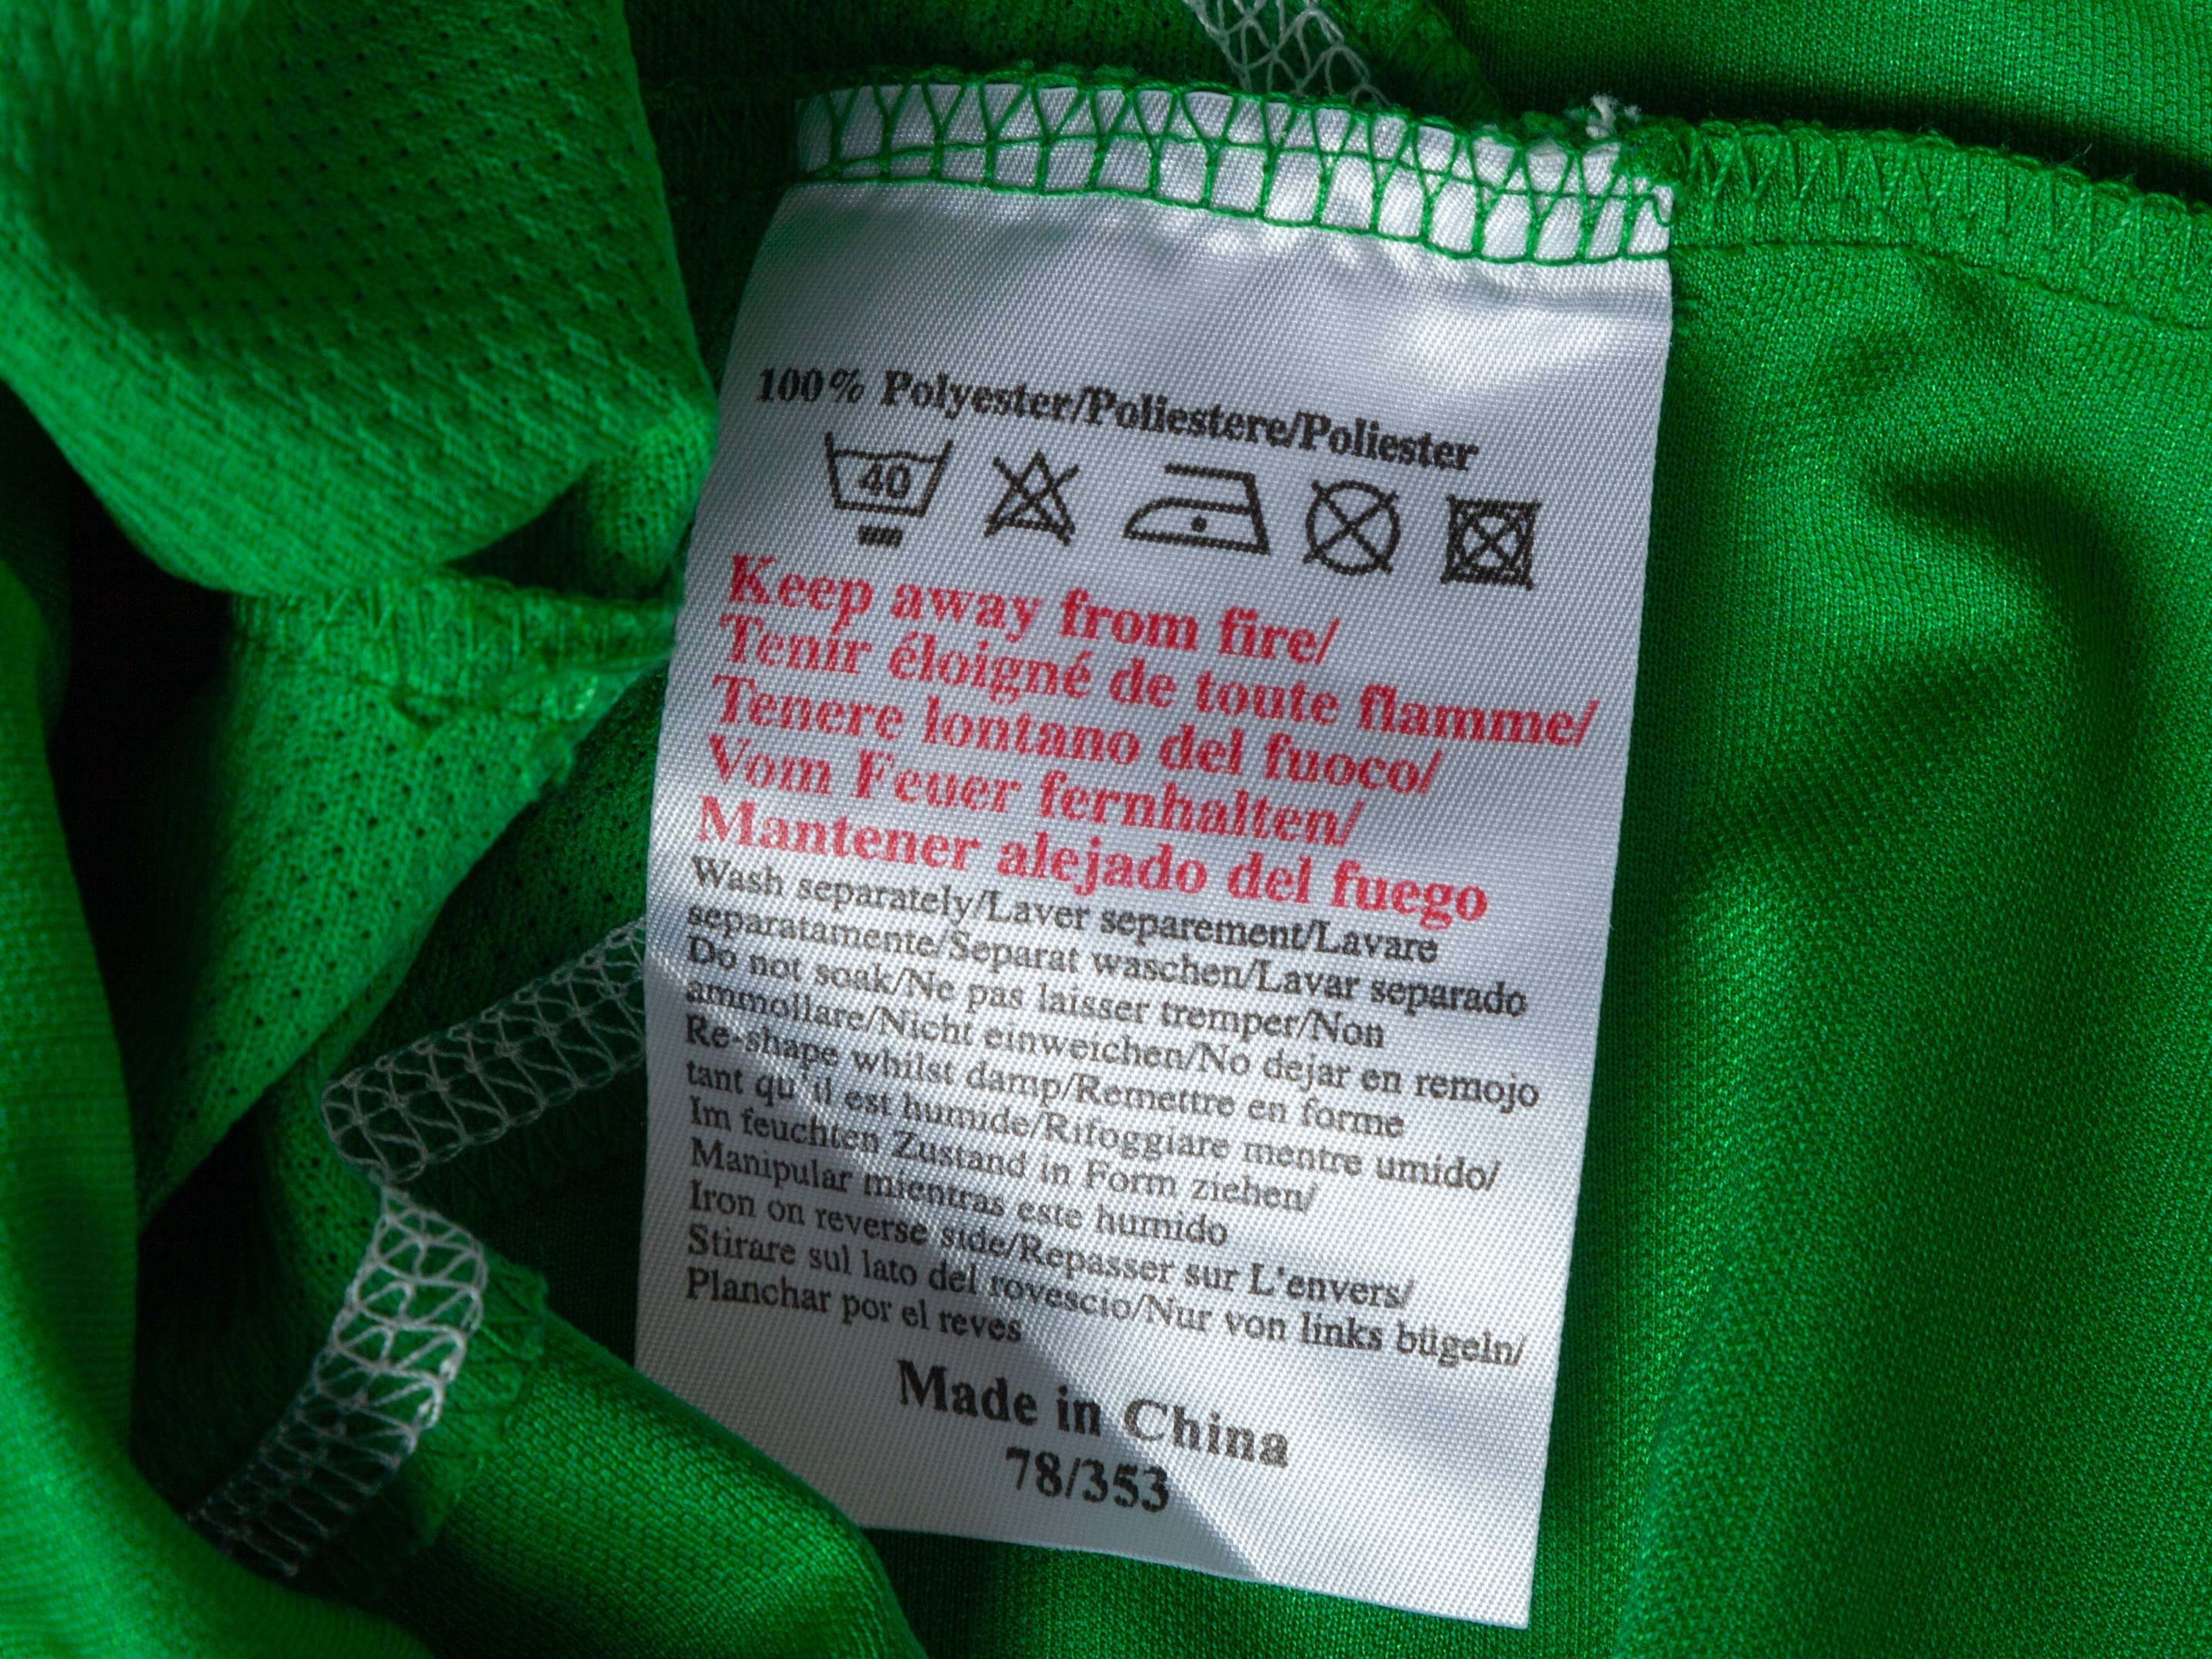 100% Polyester/Poliestere/Poliester
40
Keep away from fire/
Tenir éloigné de toute flamme/
Tenere lontano del fuoco/
Vom Feuer fernhalten/
Mantener alejado del fuego
Wash separately/Laver separement/Lavare
separatamente/Separat waschen/Lavar separado
Do not soak/Ne pas laisser tremper/Non
ammollare/Nicht einweichen/No dejar en remojo
Re-shape whilst damp/Remettre en forme
tant qu'il est humide/Rifoggiare mentre umido/
Im feuchten Zustand in Form ziehen/
Manipular mientras este humido
Iron on reverse side/Repasser sur L'envers/
Stirare sul lato del rovescio/Nur von links bügeln/
Planchar por el reves
Made in China
78/353